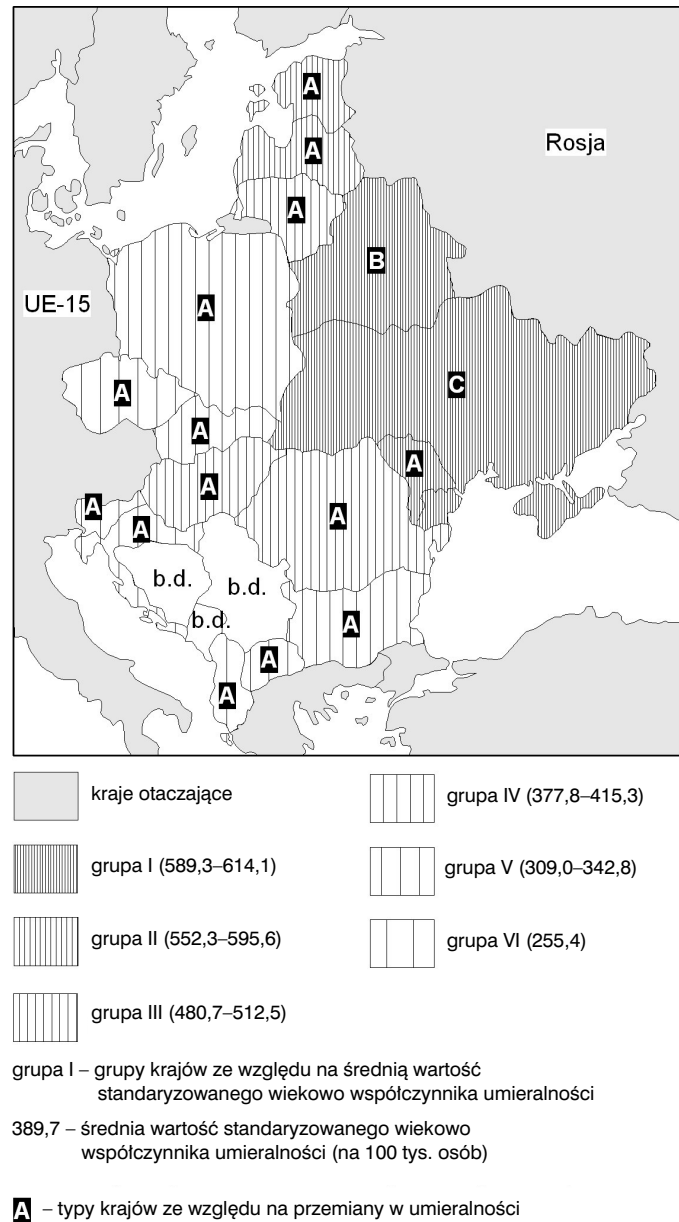 A
A
Rosja
A
B
UE-15
A
C
A
A
A
A
A
A
A
b.d.
b.d.
b.d.
A
A
A
kraje otaczające
grupa IV (377,8–415,3)
grupa I (589,3–614,1)
grupa V (309,0–342,8)
grupa II (552,3–595,6)
grupa VI (255,4)
grupa III (480,7–512,5)
grupa I – grupy krajów ze względu na średnią wartość
standaryzowanego wiekowo współczynnika umieralności
389,7 – średnia wartość standaryzowanego wiekowo
współczynnika umieralności (na 100 tys. osób)
A – typy krajów ze względu na przemiany w umieralności